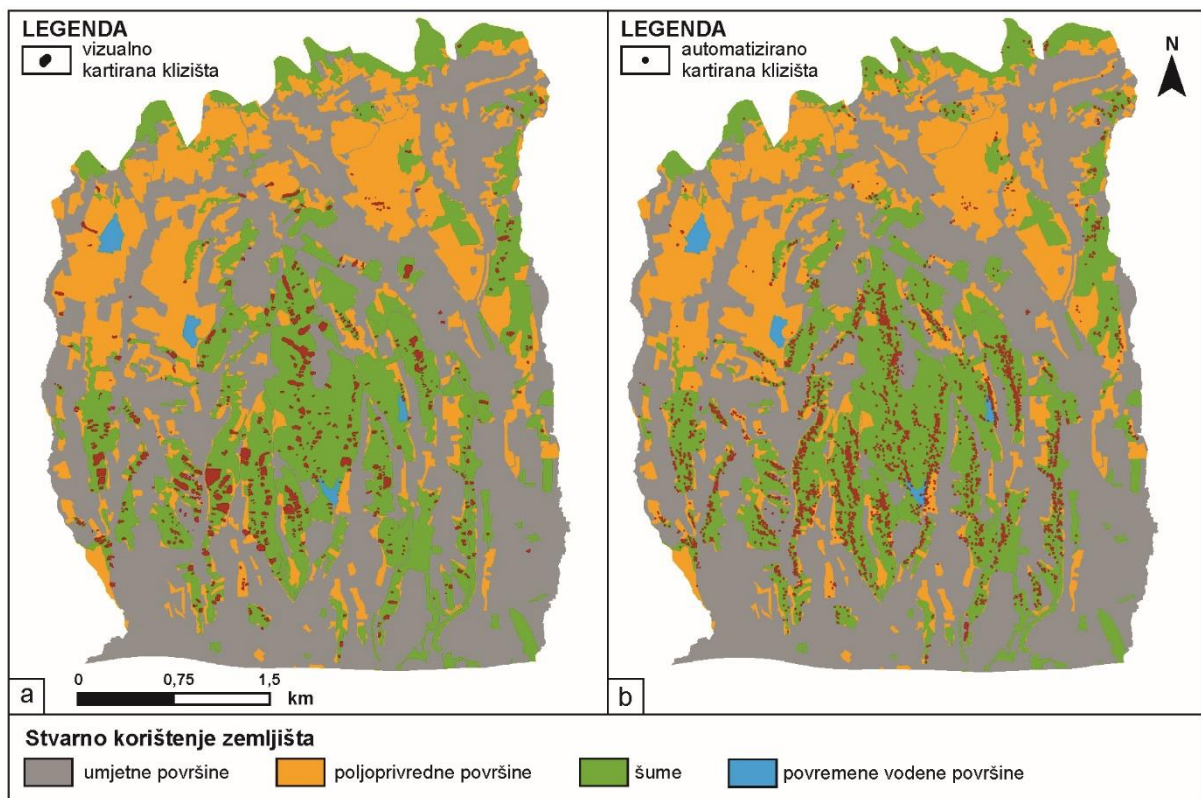 LEGENDA
vizualno
kartirana klizišta
LEGENDA
automatizirano
kartirana klizišta
N
a
0 0,75 1,5
km
b
Stvarno korištenje zemljišta
umjetne površine poljoprivredne površine šume povremene vodene površine